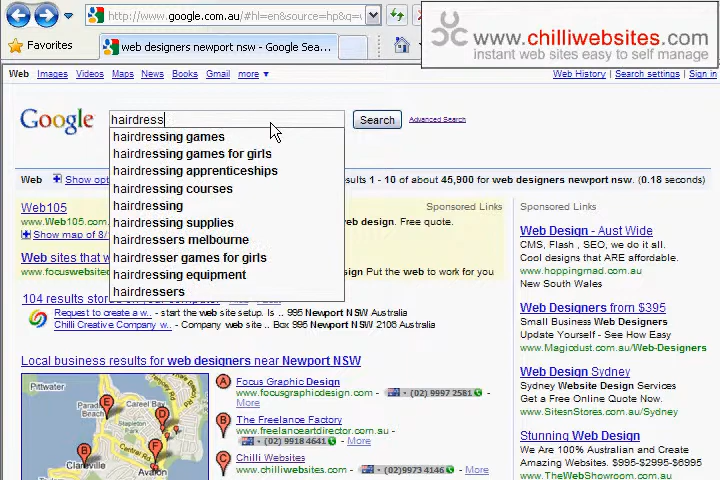 http://www.google.com.au/#hl=en&source=hp&q=
www.chilliwebsites.com
instant web sites easy to self manage
Favorites
web designers newport nsw - Google Sea...
Web Images Videos Maps News Books Gmail more ▼
Web History | Search settings | Sign in
Google
hairdress
Search
Advanced Search
hairdressing games
hairdressing games for girls
hairdressing apprenticeships
hairdressing courses
hairdressing
hairdressing supplies
hairdressers melbourne
hairdresser games for girls
hairdressing equipment
hairdressers
Web Show opti
results 1 - 10 of about 45,900 for web designers newport nsw. (0.18 seconds)
Web105
Sponsored Links
www.Web105.com
web design. Free quote.
Show map of 8/
Web sites that w
www.focuswebsite
Put the web to work for you
104 results stored on
Request to create a w.. - start the web setup. Is .. 995 Newport NSW Australia
Chilli Creative Company w.. - Company web site .. Box 995 Newport NSW 2106 Australia
Local business results for web designers near Newport NSW
Pittwater
Careel Bay
Clareville
Avalon
A
B
C
D
E
F
B
A Focus Graphic Design
www.focusgraphicdesign.com - (02) 9997 2581 -
More
B The Freelance Factory
www.freelanceartdirector.com.au -
(02) 9918 4641 - More
C Chilli Websites
www.chilliwebsites.com - (02)9973 4146 - More
Sponsored Links
Web Design - Aust Wide
CMS, Flash , SEO, we do it all.
Cool designs that ARE affordable.
www.hoppingmad.com.au
New South Wales
Web Designers from $395
Small Business Web Designers
Update Yourself - See How Easy
www.Magicdust.com.au/Web-Designers
Web Design Sydney
Sydney Website Design Services
Get a Free Online Quote Now.
www.SitesnStores.com.au/Sydney
Stunning Web Design
We Are 100% Australian and Create
Amazing Websites. $995-$2995-$6995
www.TheWebShowroom.com.au